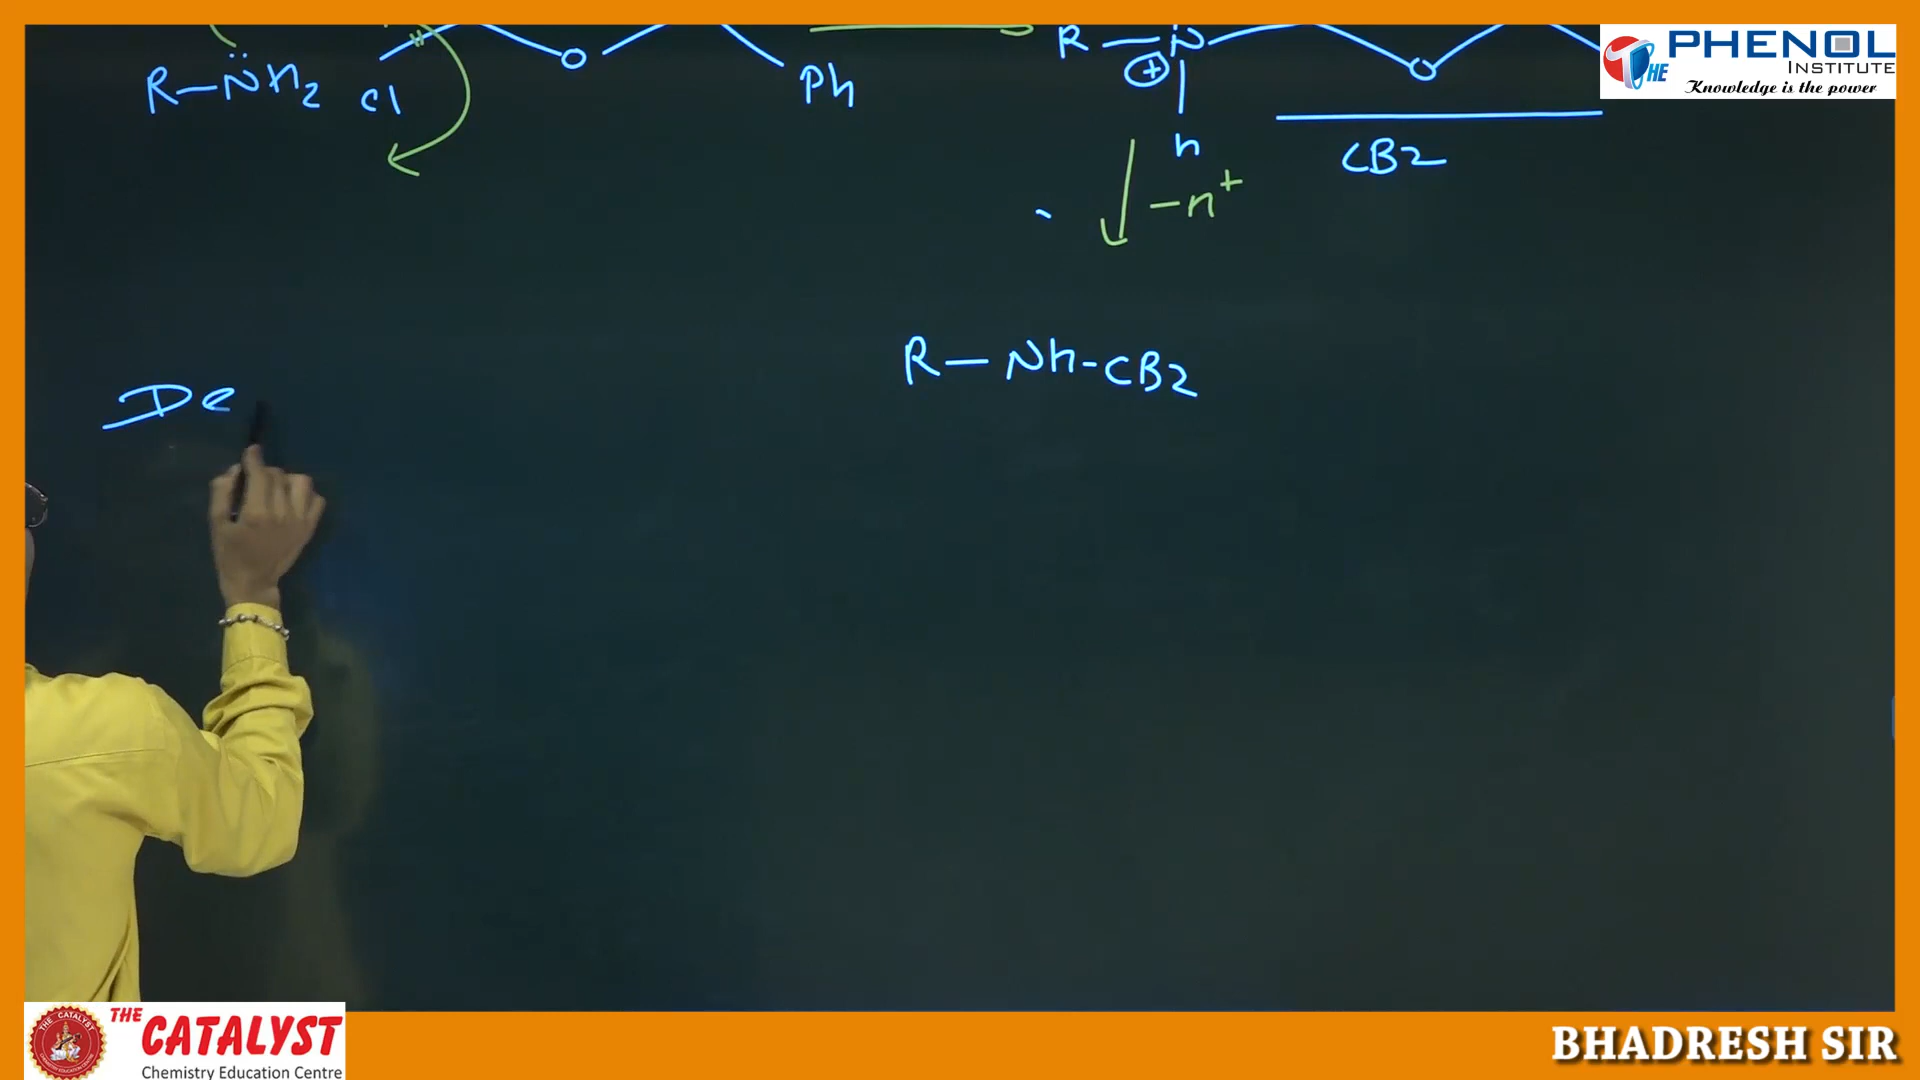 R-N̈H2 Cl O Ph
R-N O
⊕
H
CBZ
-H+
R-NH-CBZ
De
THE PHENOL
INSTITUTE
Knowledge is the power
THE CATALYST
Chemistry Education Centre
BHADRESH SIR